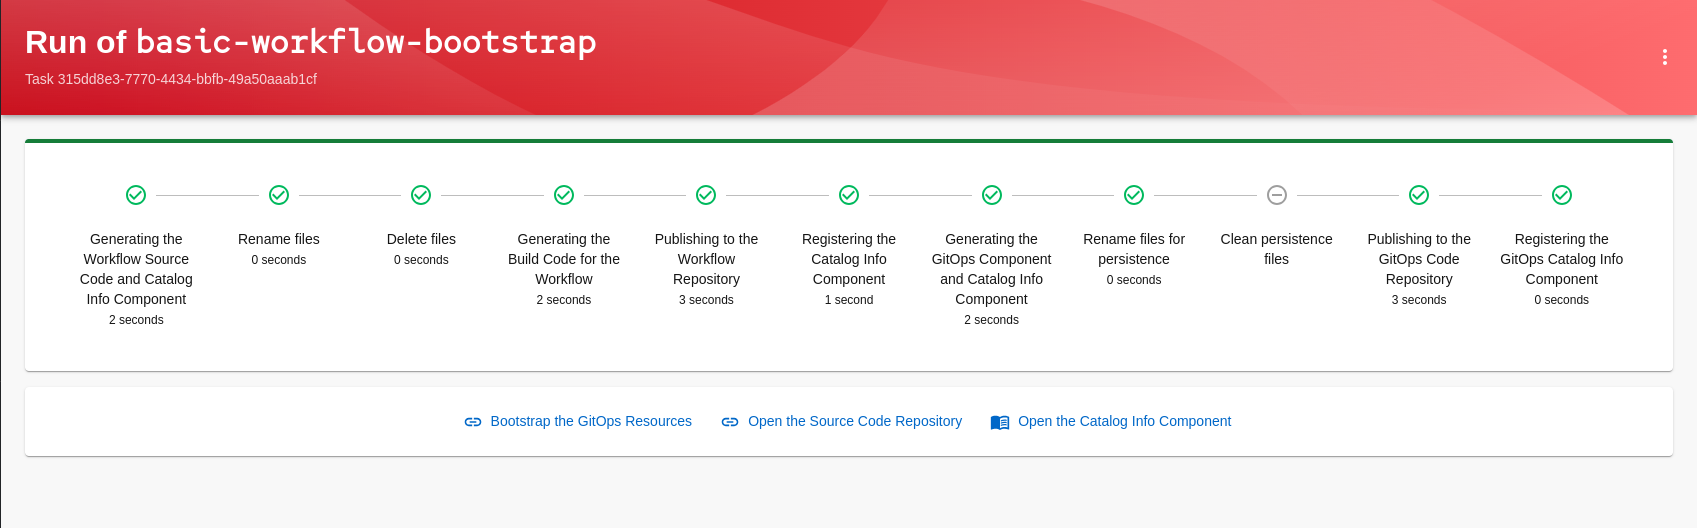 Run of basic-workflow-bootstrap
Task 315dd8e3-7770-4434-bbfb-49a50aaab1cf
Generating the
Workflow Source
Code and Catalog
Info Component
2 seconds
Rename files
0 seconds
Delete files
0 seconds
Generating the
Build Code for the
Workflow
2 seconds
Publishing to the
Workflow
Repository
3 seconds
Registering the
Catalog Info
Component
1 second
Generating the
GitOps Component
and Catalog Info
Component
2 seconds
Rename files for
persistence
0 seconds
Clean persistence
files
Publishing to the
GitOps Code
Repository
3 seconds
Registering the
GitOps Catalog Info
Component
0 seconds
Bootstrap the GitOps Resources
Open the Source Code Repository
Open the Catalog Info Component